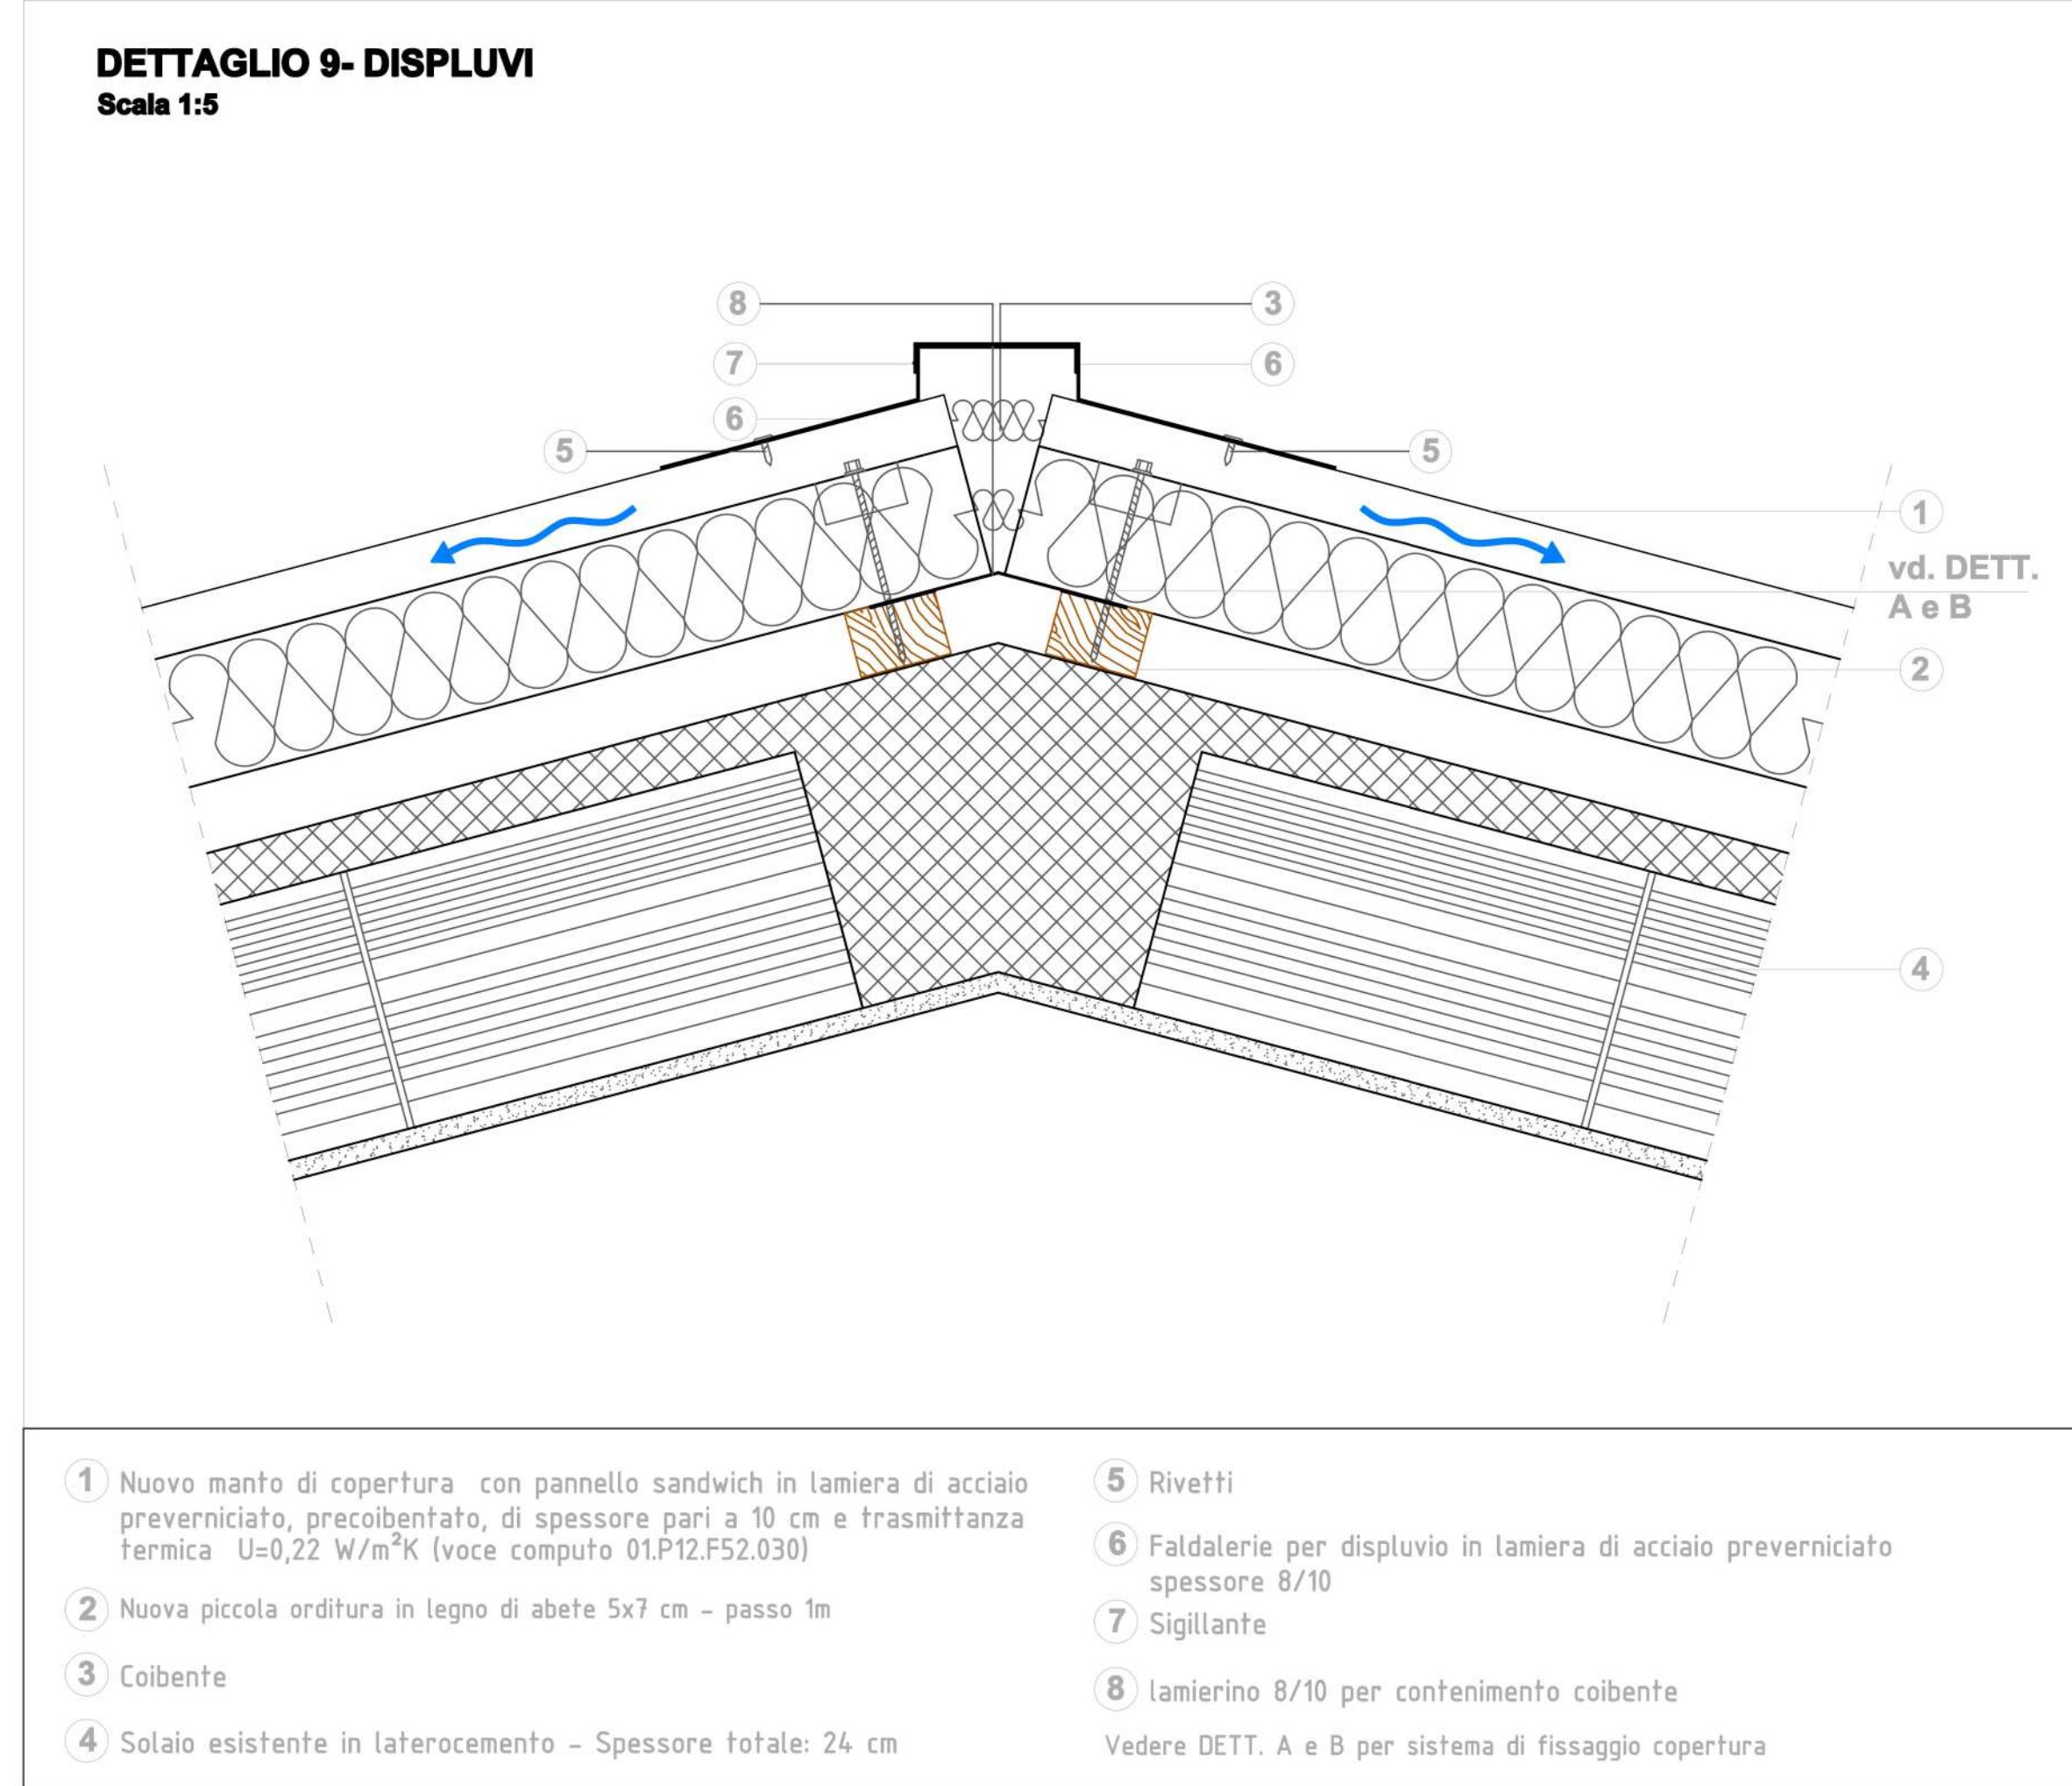 DETTAGLIO 9- DISPLUVI
Scala 1:5
8
3
7
6
6
5
5
1
vd. DETT.
A e B
2
4
1 Nuovo manto di copertura con pannello sandwich in lamiera di acciaio
preverniciato, precoibentato, di spessore pari a 10 cm e trasmittanza
termica U=0,22 W/m²K (voce computo 01.P12.F52.030)
2 Nuova piccola orditura in legno di abete 5x7 cm - passo 1m
3 Coibente
4 Solaio esistente in laterocemento - Spessore totale: 24 cm
5 Rivetti
6 Faldalerie per displuvio in lamiera di acciaio preverniciato
spessore 8/10
7 Sigillante
8 lamierino 8/10 per contenimento coibente
Vedere DETT. A e B per sistema di fissaggio copertura